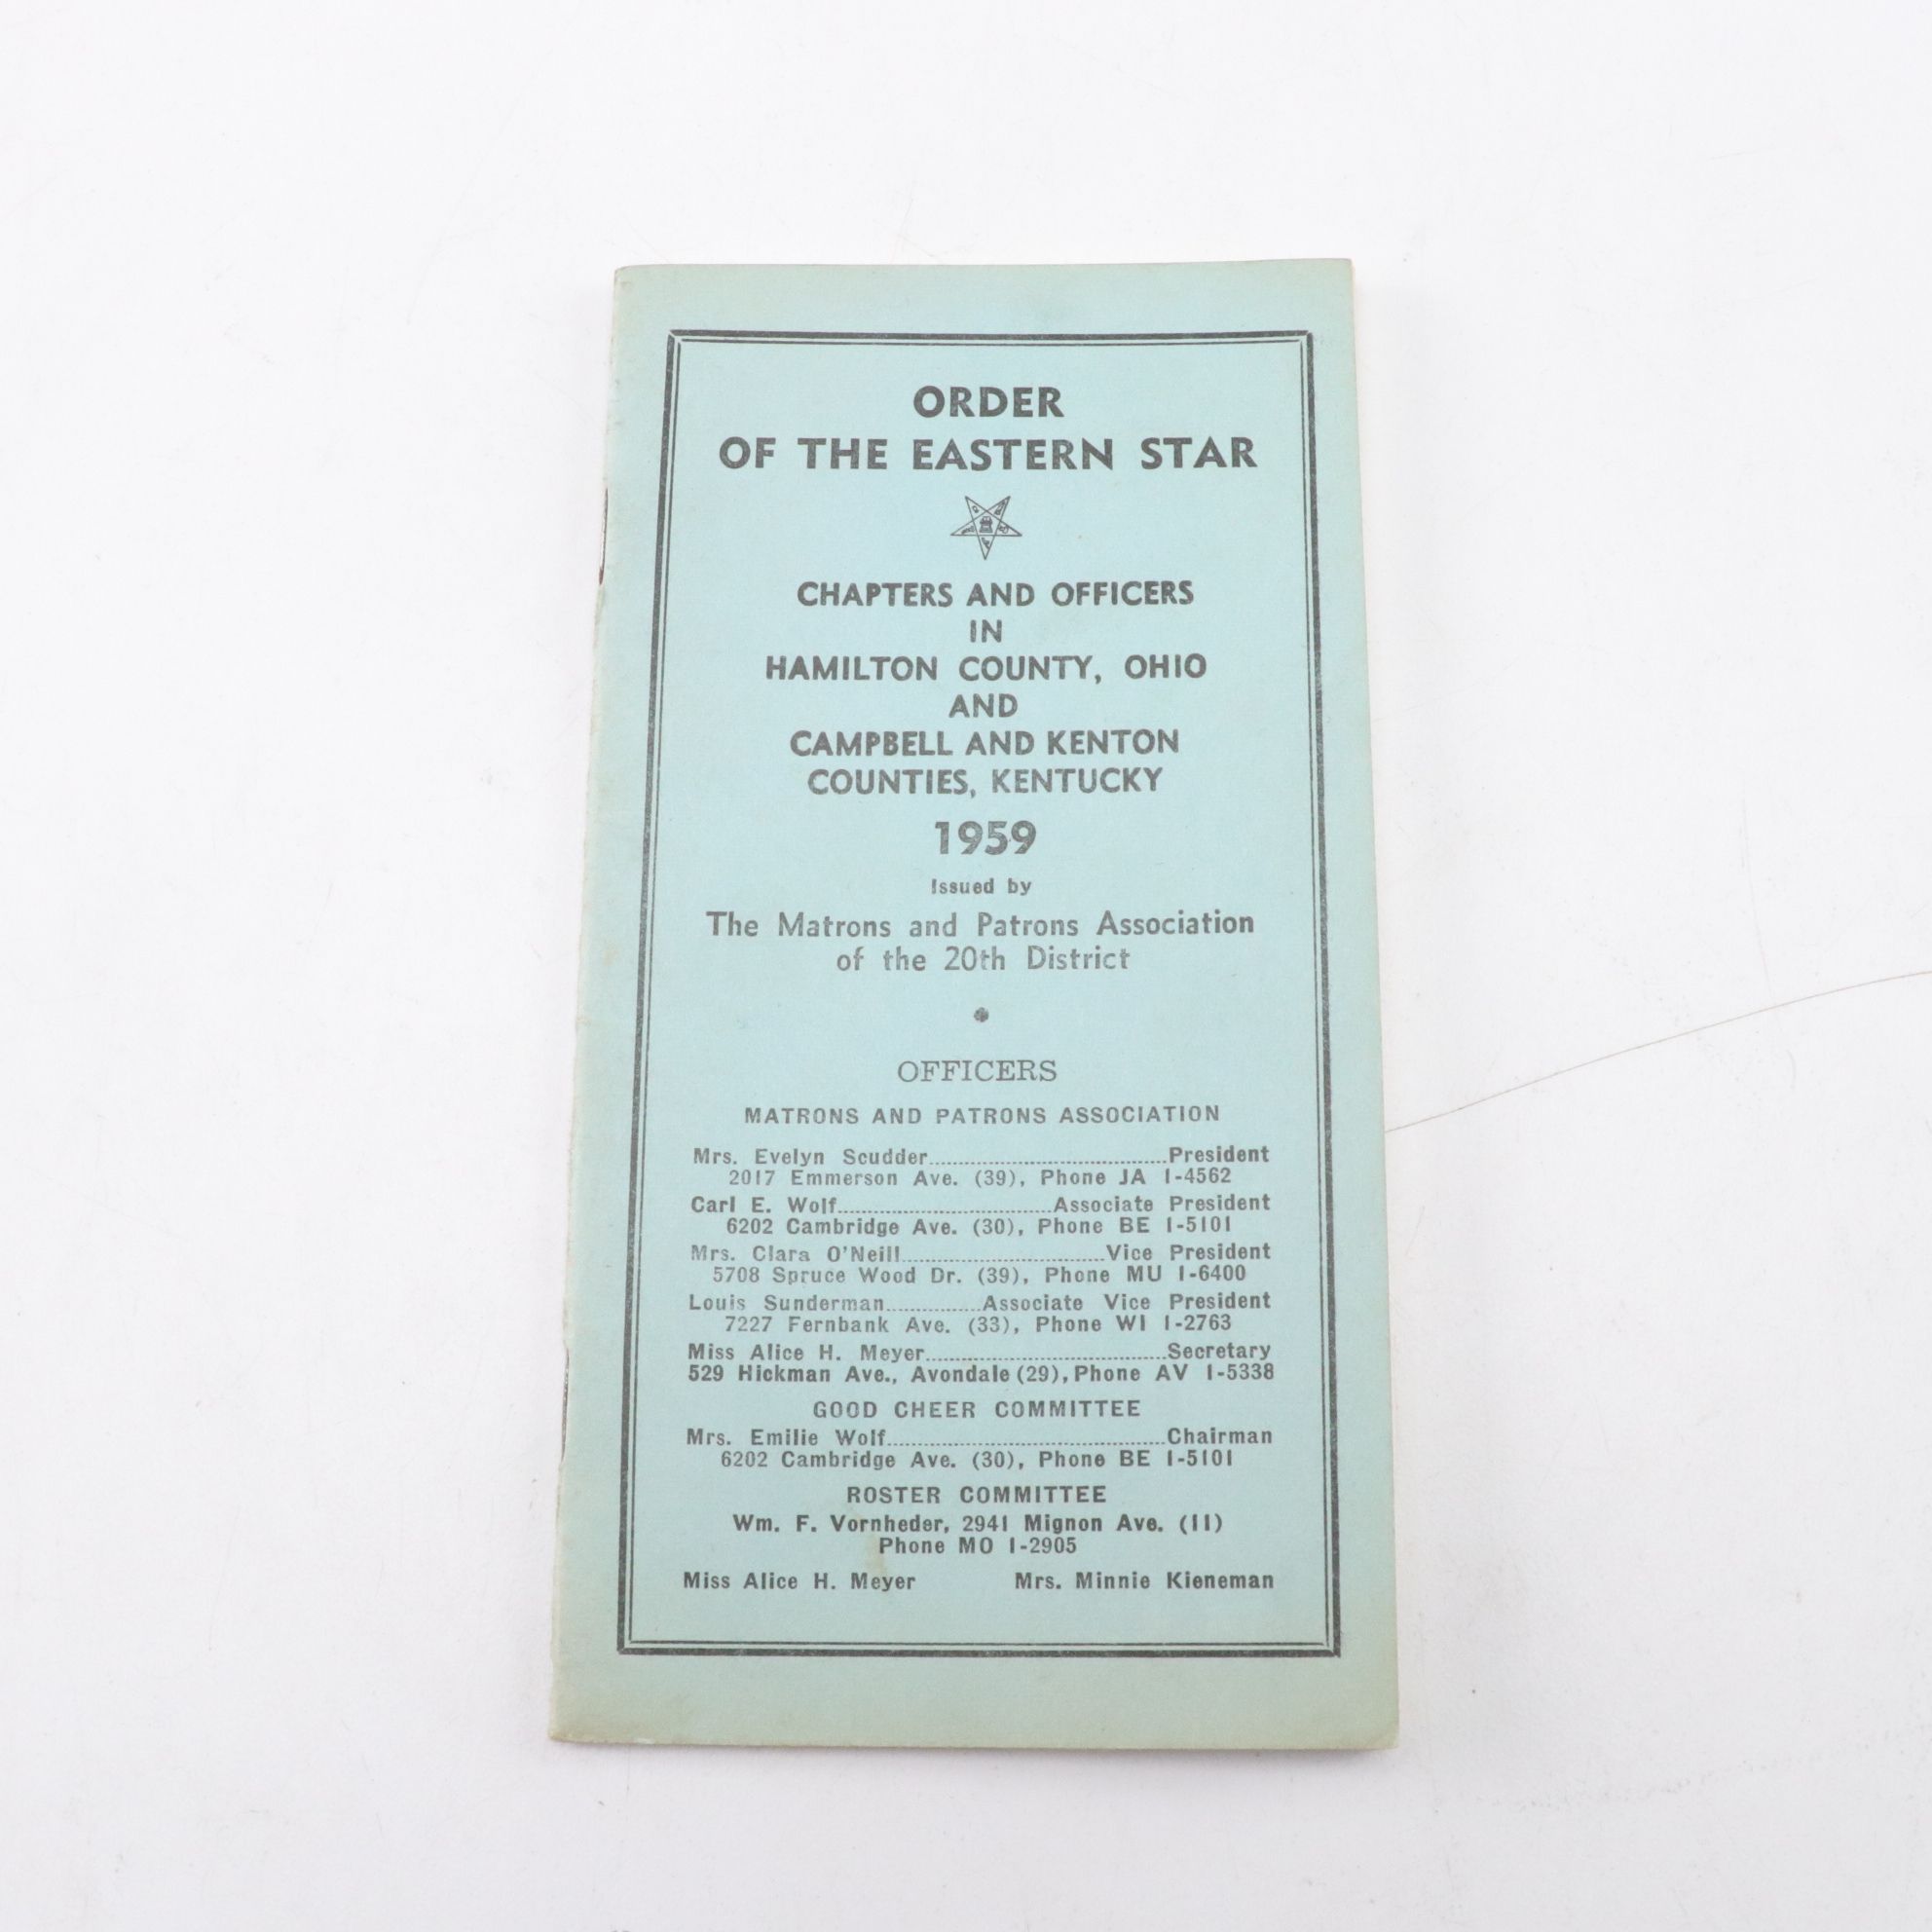 ORDER
OF THE EASTERN STAR
CHAPTERS AND OFFICERS
IN
HAMILTON COUNTY, OHIO
AND
CAMPBELL AND KENTON
COUNTIES, KENTUCKY
1959
Issued by
The Matrons and Patrons Association
of the 20th District
OFFICERS
MATRONS AND PATRONS ASSOCIATION
Mrs. Evelyn Scudder........................................President
2017 Emmerson Ave. (39), Phone JA 1-4562
Carl E. Wolf....................................Associate President
6202 Cambridge Ave. (30), Phone BE 1-5101
Mrs. Clara O'Neill..................................Vice President
5708 Spruce Wood Dr. (39), Phone MU 1-6400
Louis Sunderman................Associate Vice President
7227 Fernbank Ave. (33), Phone WI 1-2763
Miss Alice H. Meyer.........................................Secretary
529 Hickman Ave., Avondale (29), Phone AV 1-5338
GOOD CHEER COMMITTEE
Mrs. Emilie Wolf...............................................Chairman
6202 Cambridge Ave. (30), Phone BE 1-5101
ROSTER COMMITTEE
Wm. F. Vornheder, 2941 Mignon Ave. (11)
Phone MO 1-2905
Miss Alice H. Meyer Mrs. Minnie Kieneman